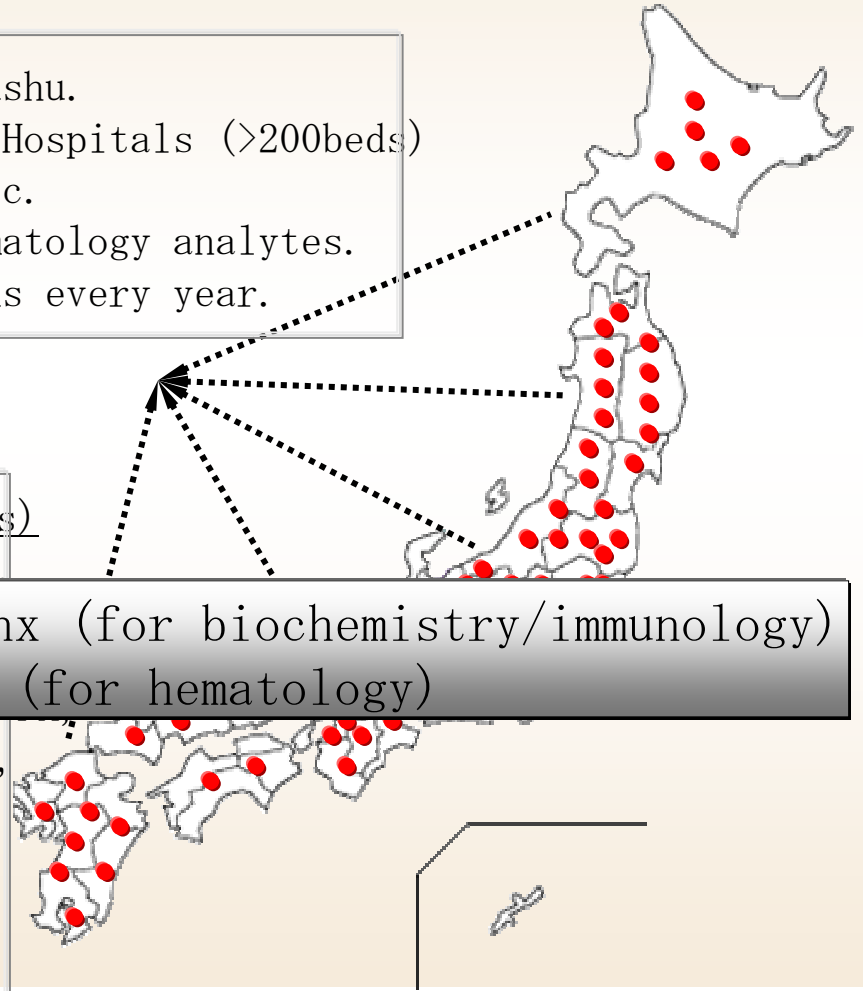 shu.
Hospitals (>200beds)
c.
atology analytes.
s every year.
s)
nx (for biochemistry/immunology)
(for hematology)